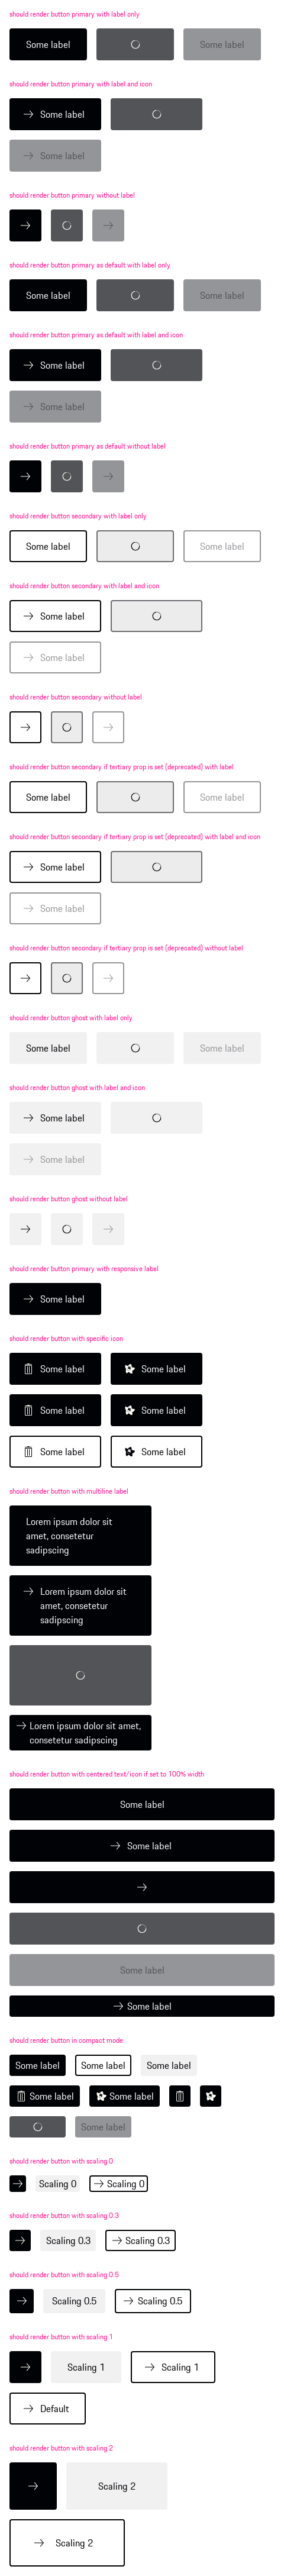 should render button primary with label only
Some label
Some label
should render button primary with label and icon
Some label
Some label
should render button primary without label
should render button primary as default with label only
Some label
Some label
should render button primary as default with label and icon
Some label
Some label
should render button primary as default without label
should render button secondary with label only
Some label
Some label
should render button secondary with label and icon
Some label
Some label
should render button secondary without label
should render button secondary if tertiary prop is set (deprecated) with label
Some label
Some label
should render button secondary if tertiary prop is set (deprecated) with label and icon
Some label
Some label
should render button secondary if tertiary prop is set (deprecated) without label
should render button ghost with label only
Some label
Some label
should render button ghost with label and icon
Some label
Some label
should render button ghost without label
should render button primary with responsive label
Some label
should render button with specific icon
Some label
Some label
Some label
Some label
Some label
Some label
should render button with multiline label
Lorem ipsum dolor sit
amet, consetetur
sadipscing
Lorem ipsum dolor sit
amet, consetetur
sadipscing
Lorem ipsum dolor sit amet,
consetetur sadipscing
should render button with centered text/icon if set to 100% width
Some label
Some label
Some label
Some label
should render button in compact mode
Some label
Some label
Some label
Some label
Some label
Some label
should render button with scaling 0
Scaling 0
Scaling 0
should render button with scaling 0.3
Scaling 0.3
Scaling 0.3
should render button with scaling 0.5
Scaling 0.5
Scaling 0.5
should render button with scaling 1
Scaling 1
Scaling 1
Default
should render button with scaling 2
Scaling 2
Scaling 2